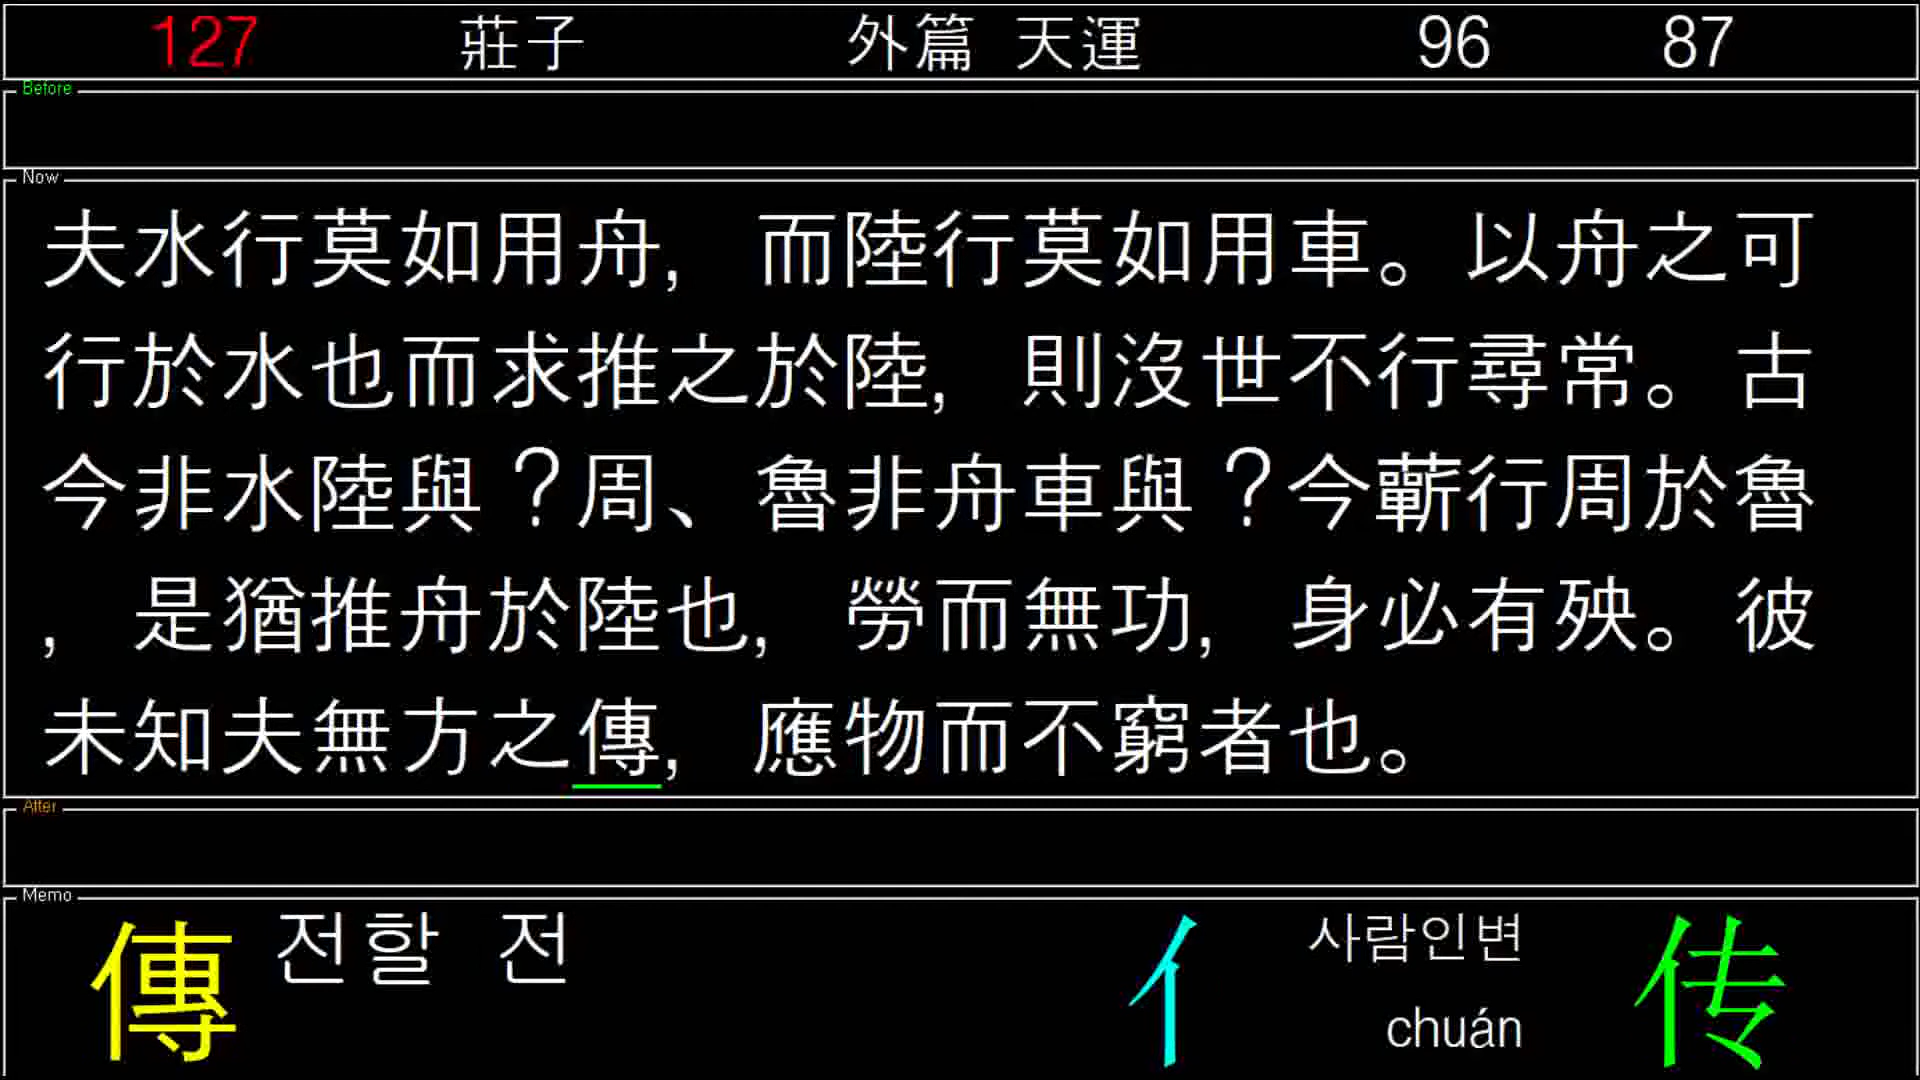 127 莊子 外篇 天運 96 87
Before
Now
夫水行莫如用舟, 而陸行莫如用車。以舟之可
行於水也而求推之於陸, 則沒世不行尋常。古
今非水陸與?周、魯非舟車與?今蘄行周於魯
, 是猶推舟於陸也, 勞而無功, 身必有殃。彼
未知夫無方之傳, 應物而不窮者也。
After
Memo
傳 전할 전 亻 사람인변 传
chuán